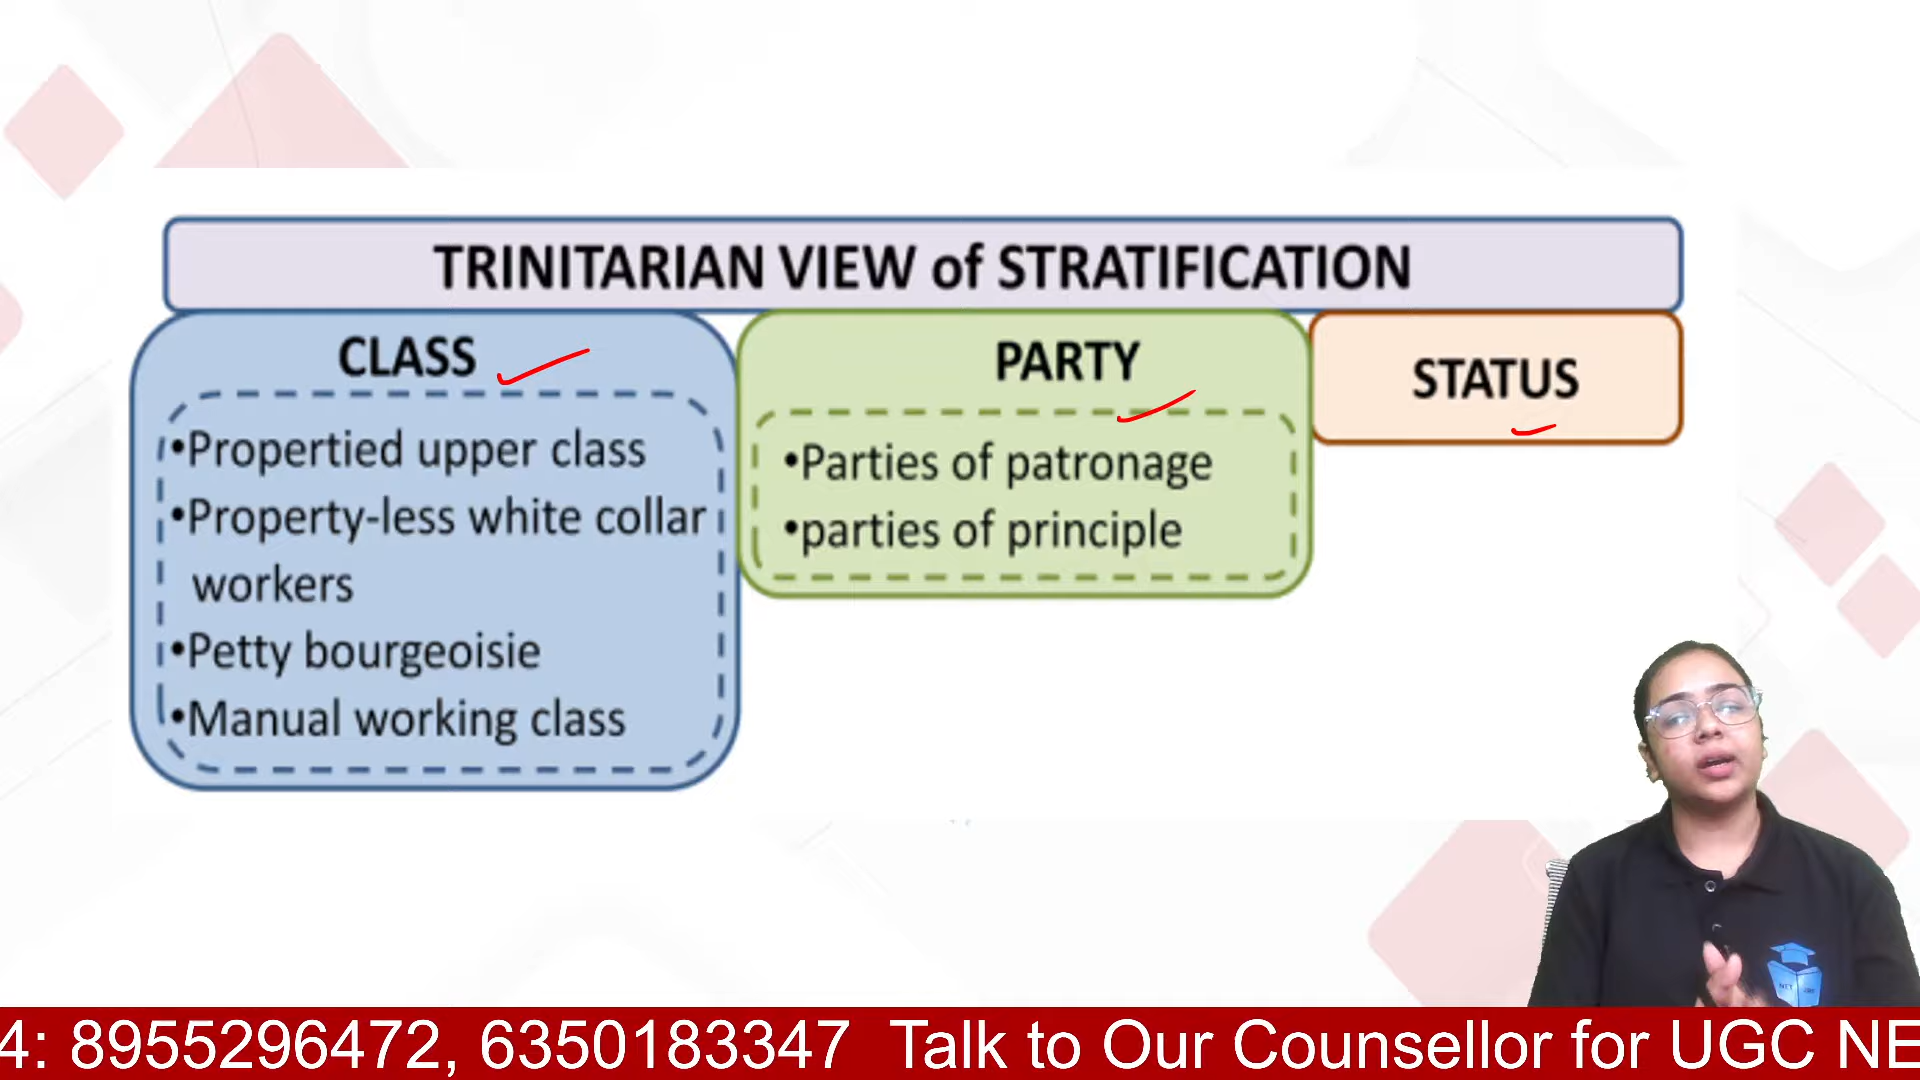 TRINITARIAN VIEW of STRATIFICATION
CLASS
•Propertied upper class
•Property-less white collar
workers
•Petty bourgeoisie
•Manual working class
PARTY
•Parties of patronage
•parties of principle
STATUS
4: 8955296472, 6350183347 Talk to Our Counsellor for UGC NE